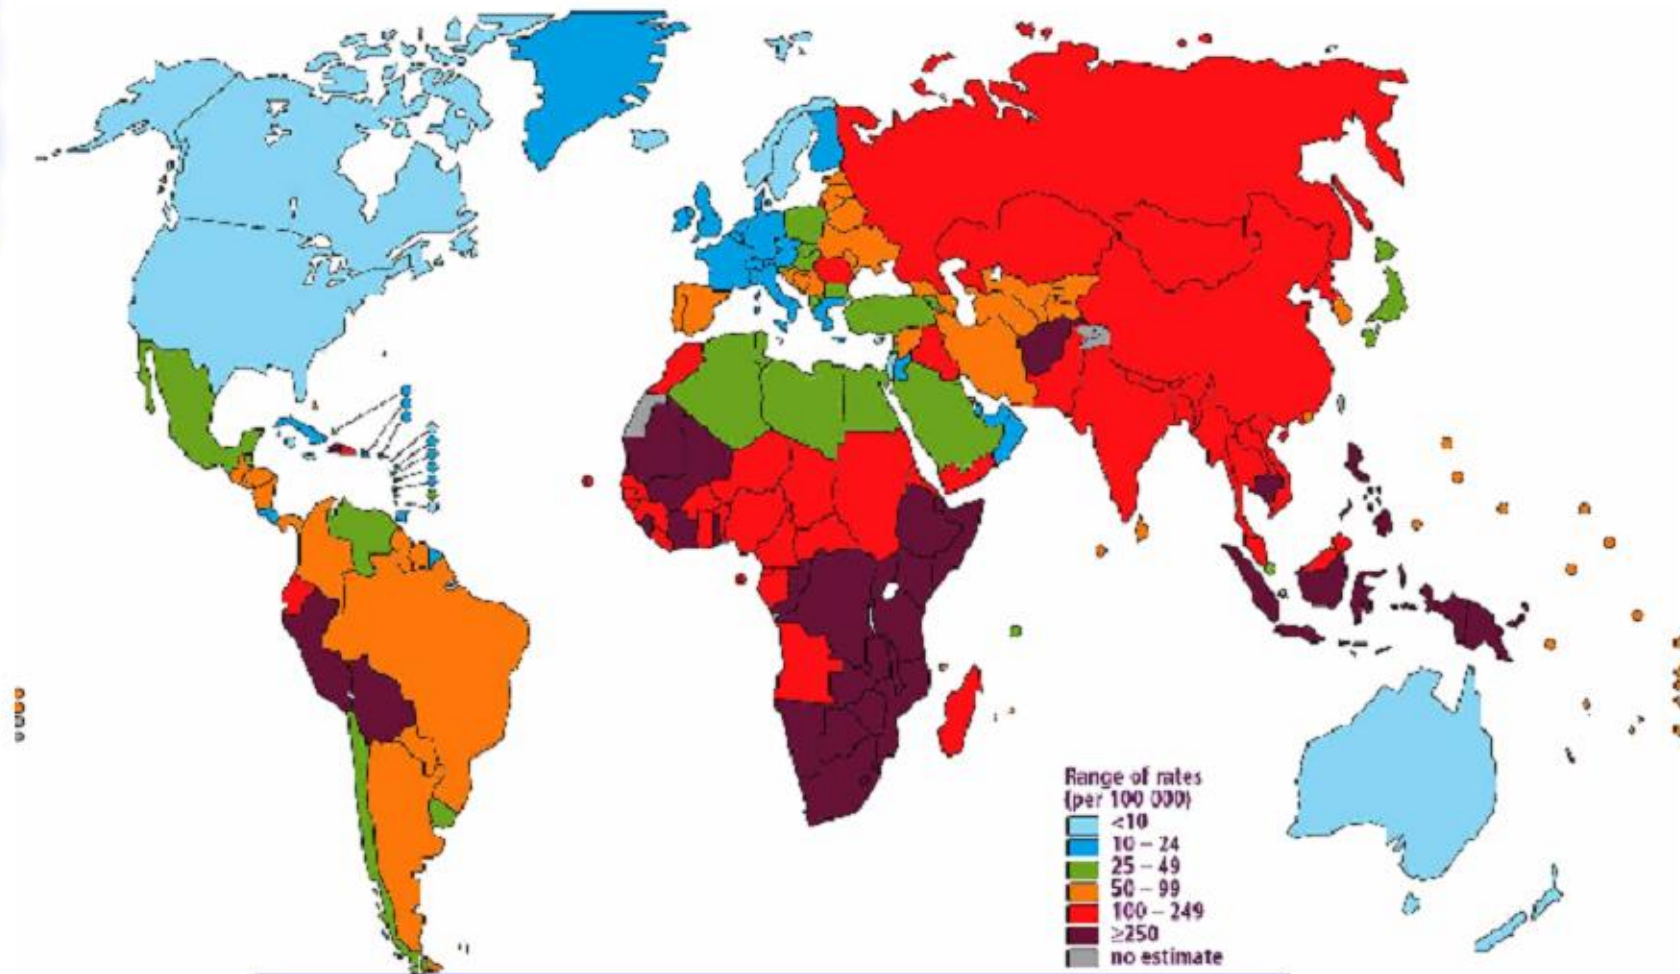 Range of rates
(per 100 000)
<10
10 – 24
25 – 49
50 – 99
100 – 249
≥250
no estimate